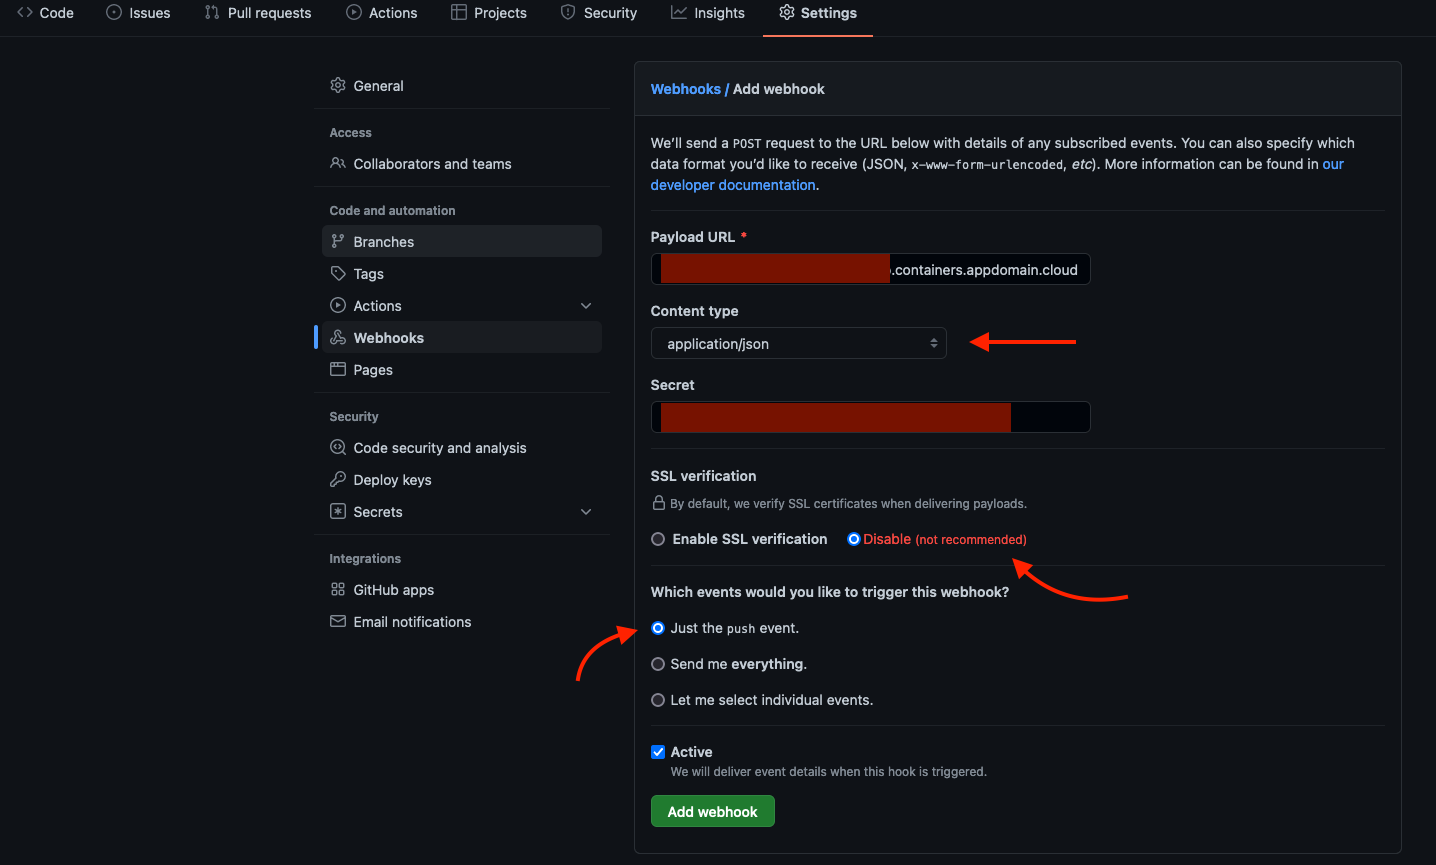 Code Issues Pull requests Actions Projects Security Insights Settings
General
Access
Collaborators and teams
Code and automation
Branches
Tags
Actions
Webhooks
Pages
Security
Code security and analysis
Deploy keys
Secrets
Integrations
GitHub apps
Email notifications
Webhooks / Add webhook
We’ll send a POST request to the URL below with details of any subscribed events. You can also specify which
data format you’d like to receive (JSON, x-www-form-urlencoded, etc). More information can be found in our
developer documentation.
Payload URL *
.containers.appdomain.cloud
Content type
application/json
Secret
SSL verification
By default, we verify SSL certificates when delivering payloads.
Enable SSL verification Disable (not recommended)
Which events would you like to trigger this webhook?
Just the push event.
Send me everything.
Let me select individual events.
Active
We will deliver event details when this hook is triggered.
Add webhook